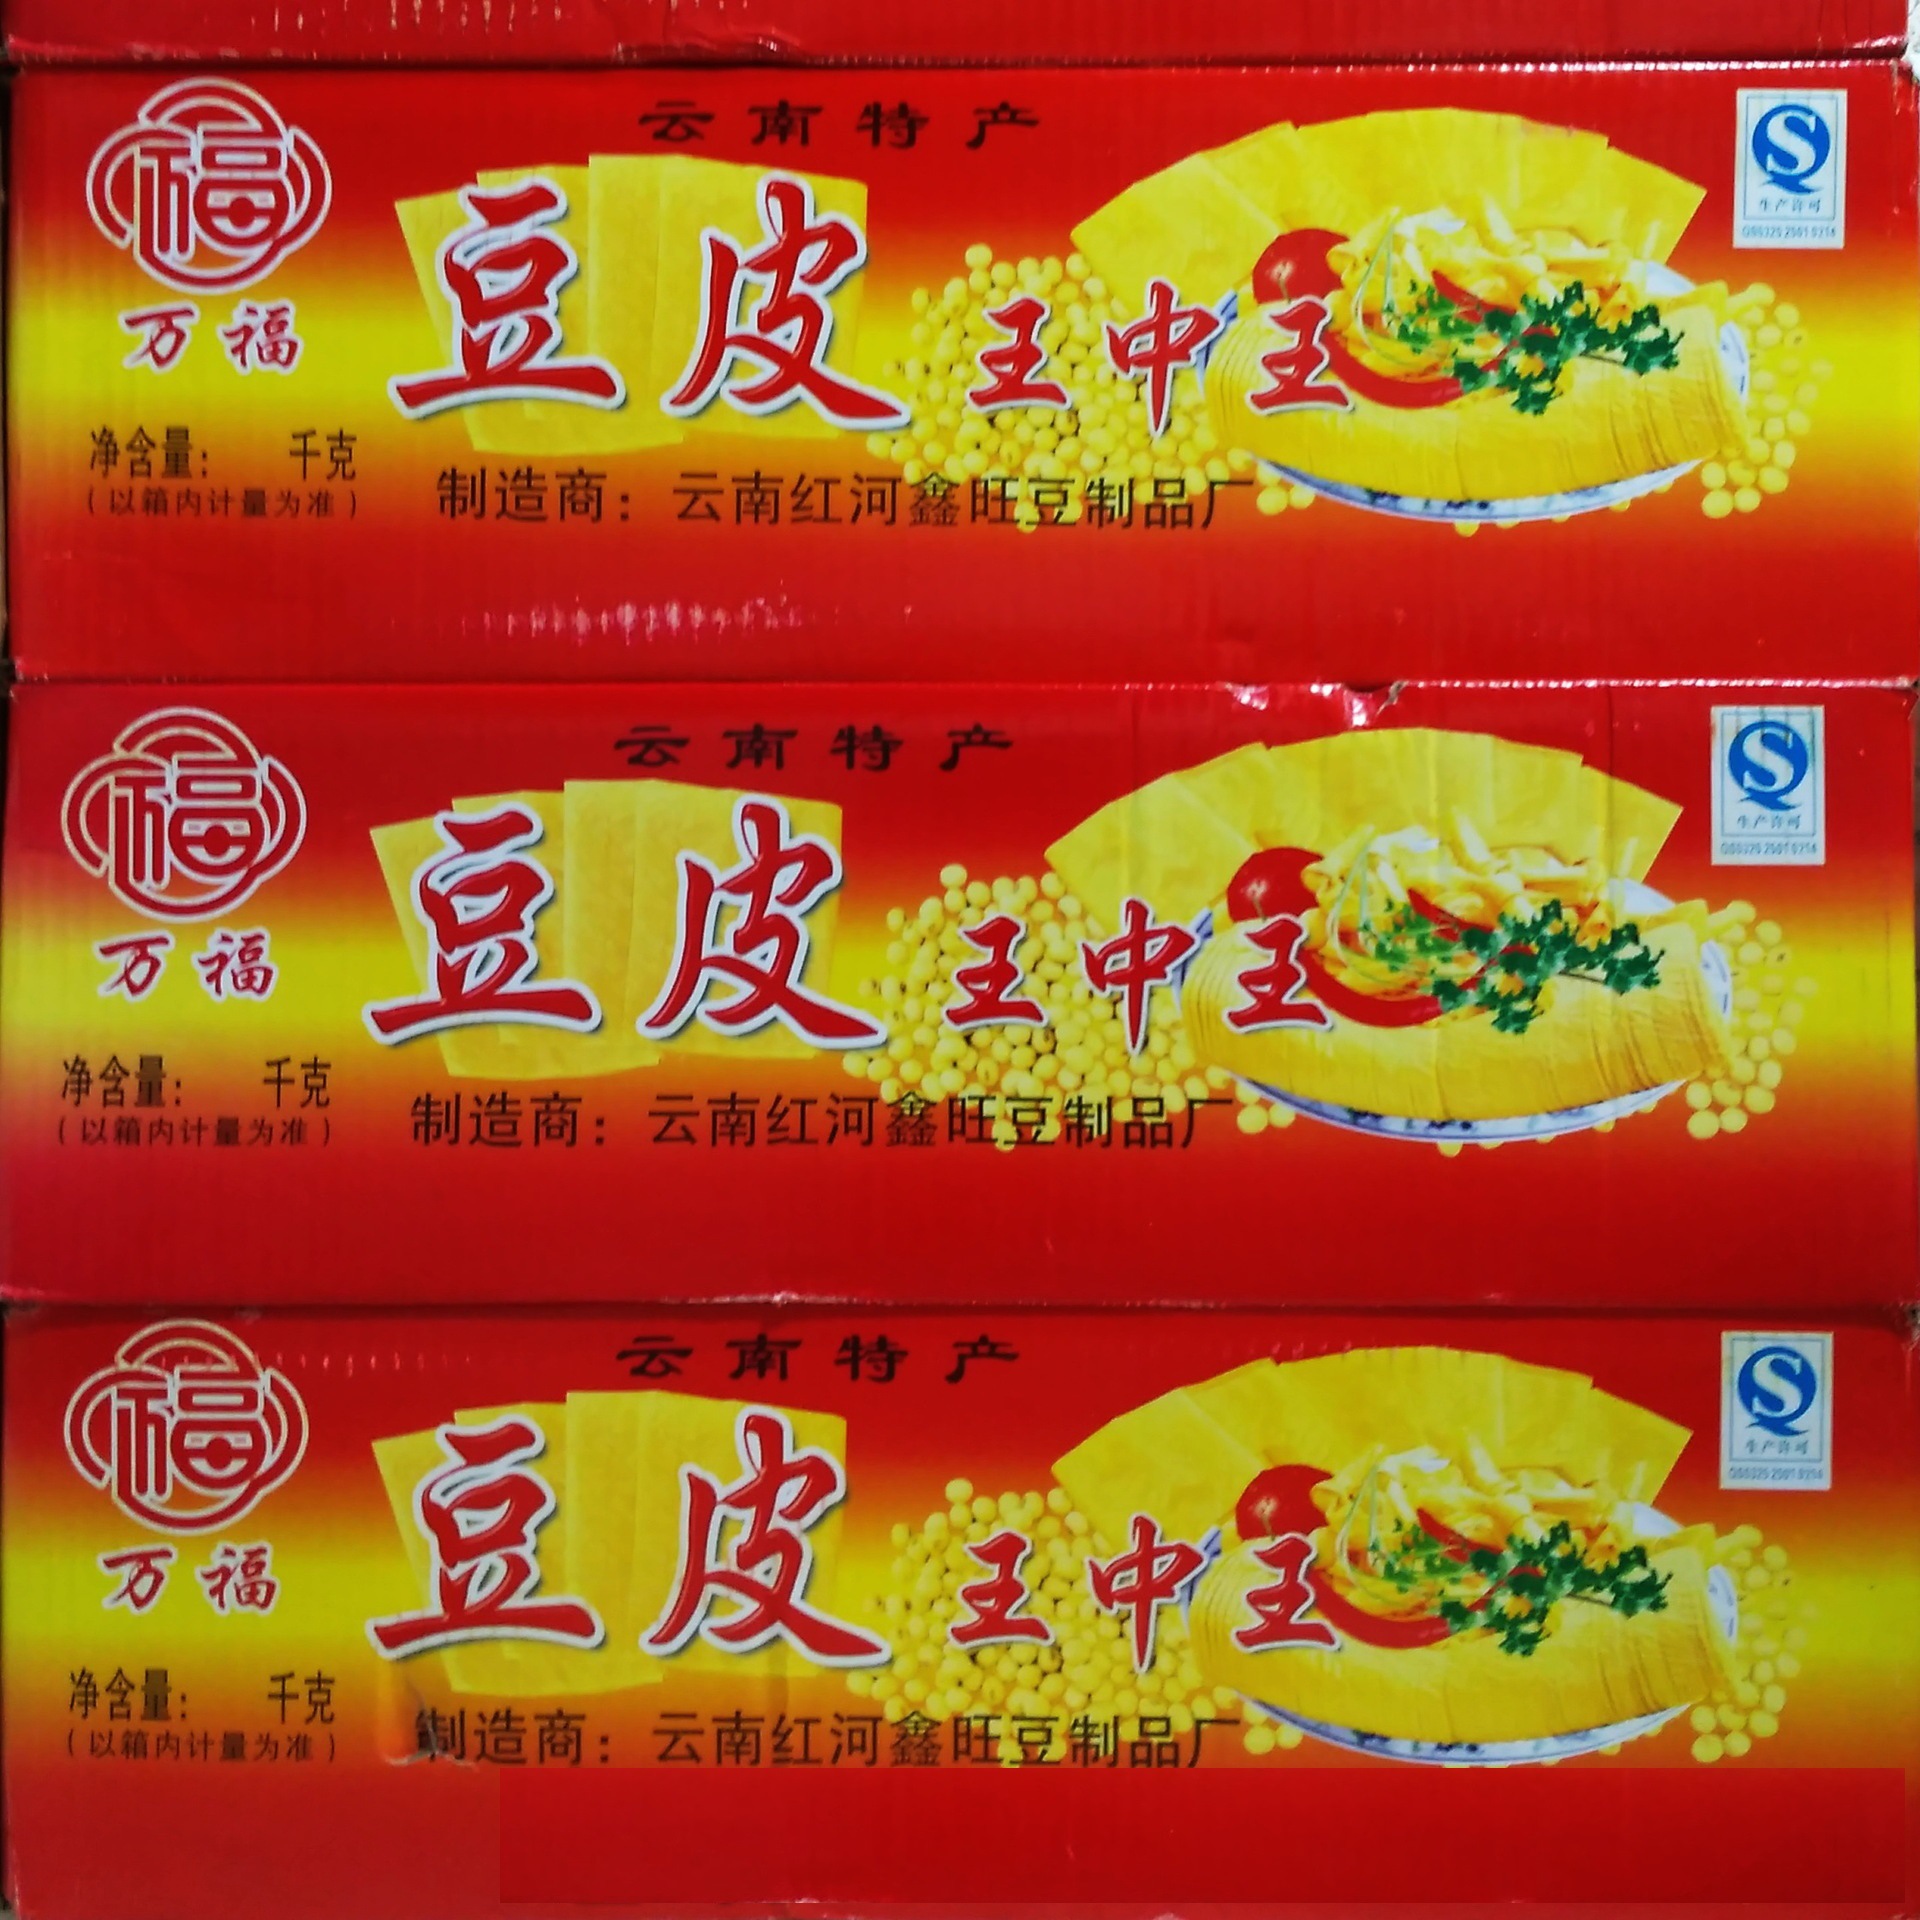 福
万福
云南特产
豆皮王中王
生产许可
净含量： 千克
（以箱内计量为准）
制造商：云南红河鑫旺豆制品厂
福
万福
云南特产
豆皮王中王
生产许可
净含量： 千克
（以箱内计量为准）
制造商：云南红河鑫旺豆制品厂
福
万福
云南特产
豆皮王中王
生产许可
净含量： 千克
（以箱内计量为准）
制造商：云南红河鑫旺豆制品厂